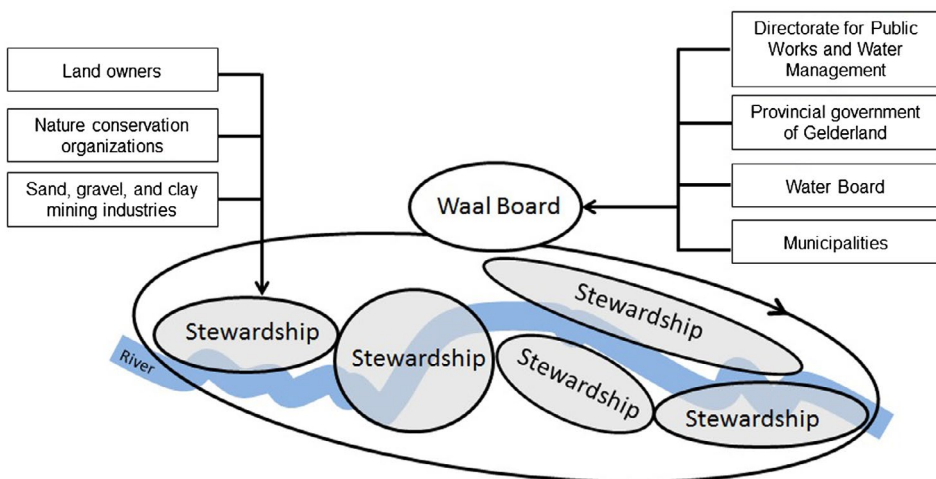 Land owners
Nature conservation
organizations
Sand, gravel, and clay
mining industries
Directorate for Public
Works and Water
Management
Provincial government
of Gelderland
Water Board
Municipalities
Waal Board
Stewardship
Stewardship
Stewardship
Stewardship
Stewardship
River